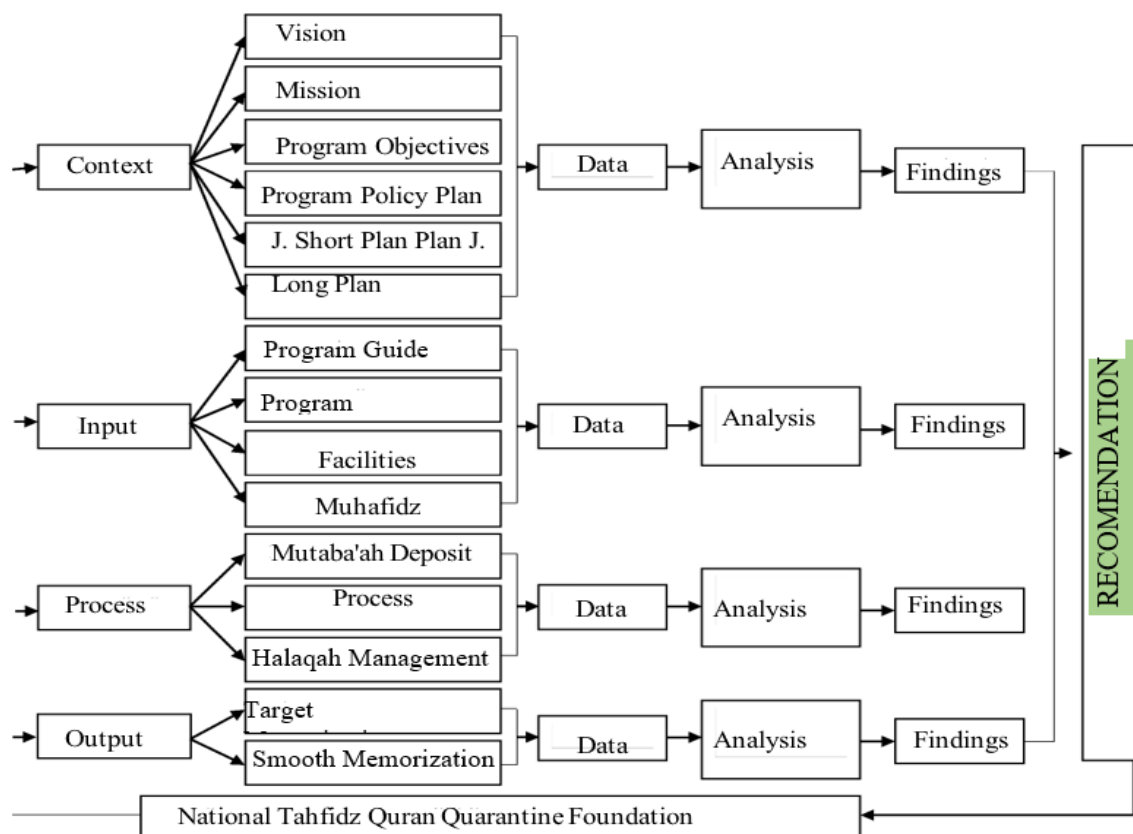 Vision
Mission
Program Objectives
Program Policy Plan
J. Short Plan Plan J.
Long Plan
Context
Data
Analysis
Findings
Program Guide
Program
Facilities
Muhafidz
Input
Data
Analysis
Findings
Mutaba'ah Deposit
Process
Halaqah Management
Process
Data
Analysis
Findings
Target
Smooth Memorization
Output
Data
Analysis
Findings
RECOMENDATION
National Tahfidz Quran Quarantine Foundation